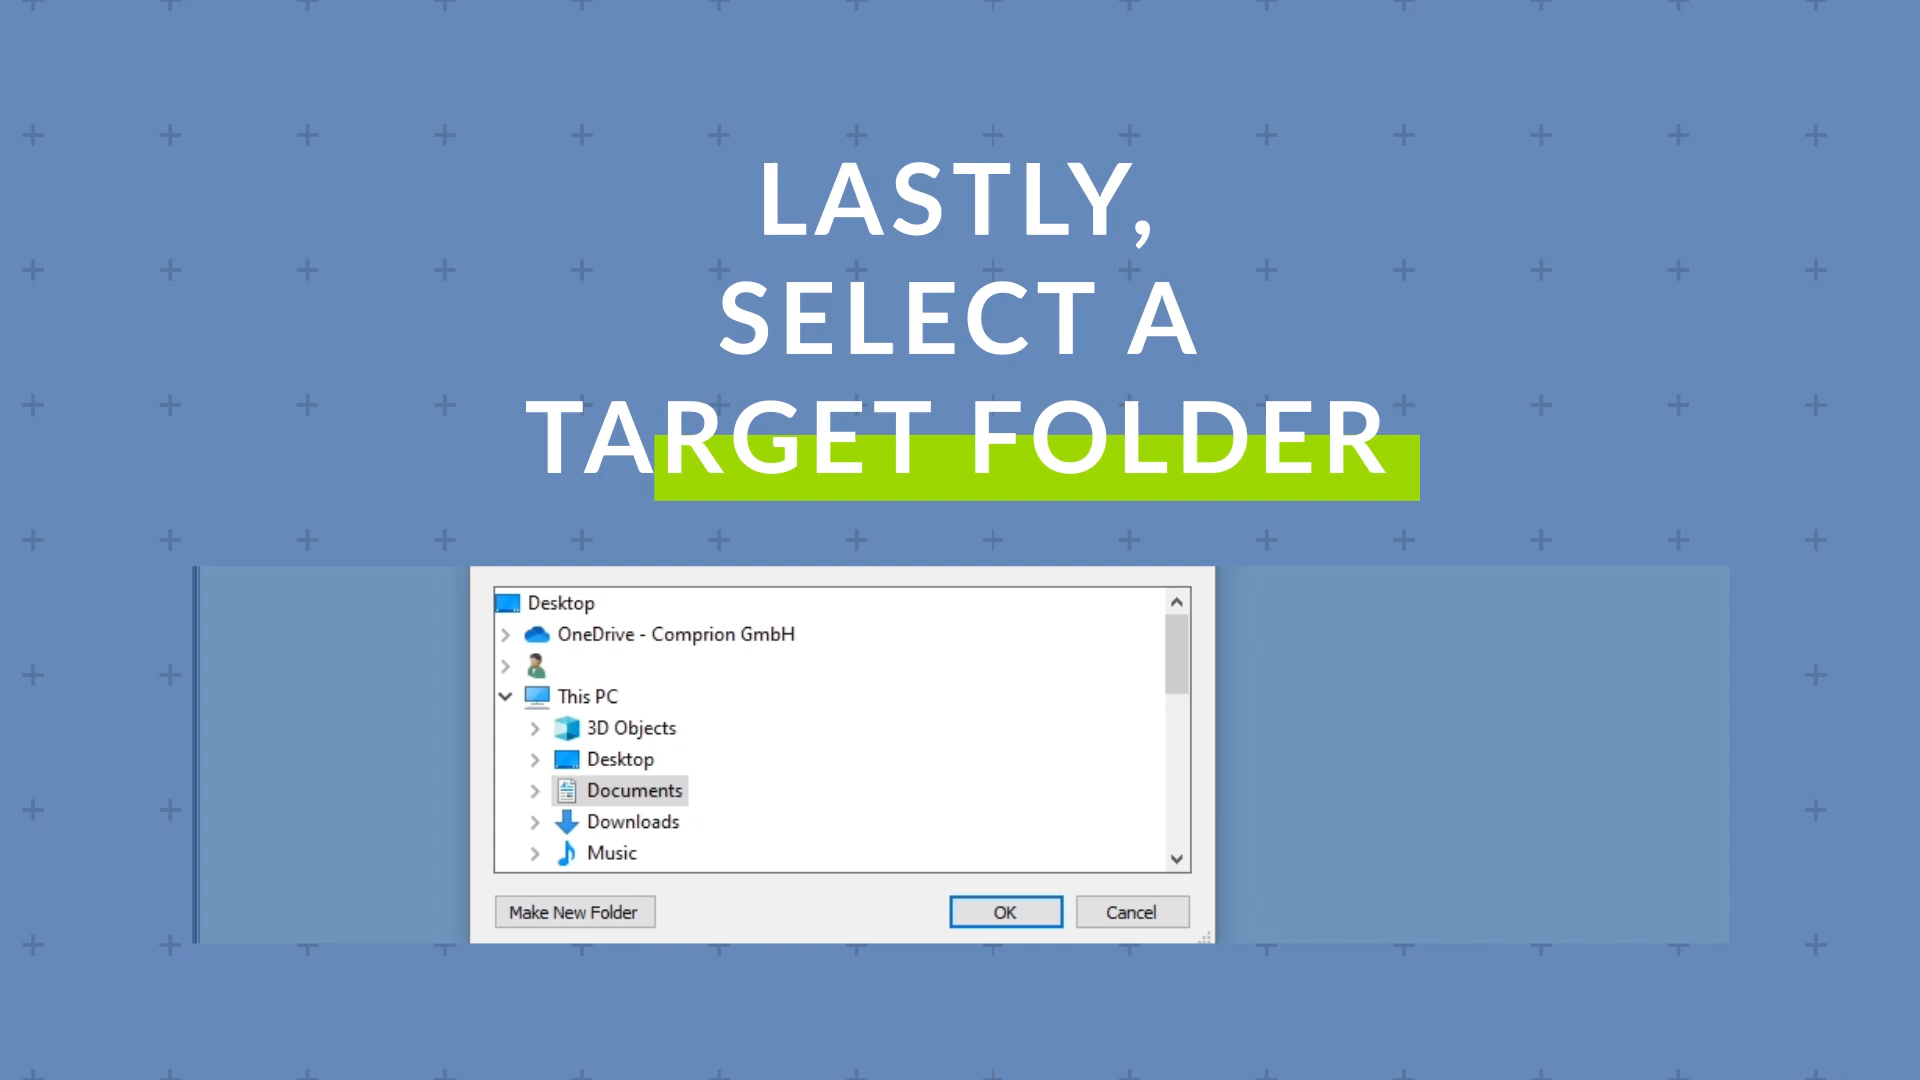 LASTLY,
SELECT A
TARGET FOLDER
Desktop
OneDrive - Comprion GmbH
This PC
3D Objects
Desktop
Documents
Downloads
Music
Make New Folder
OK
Cancel